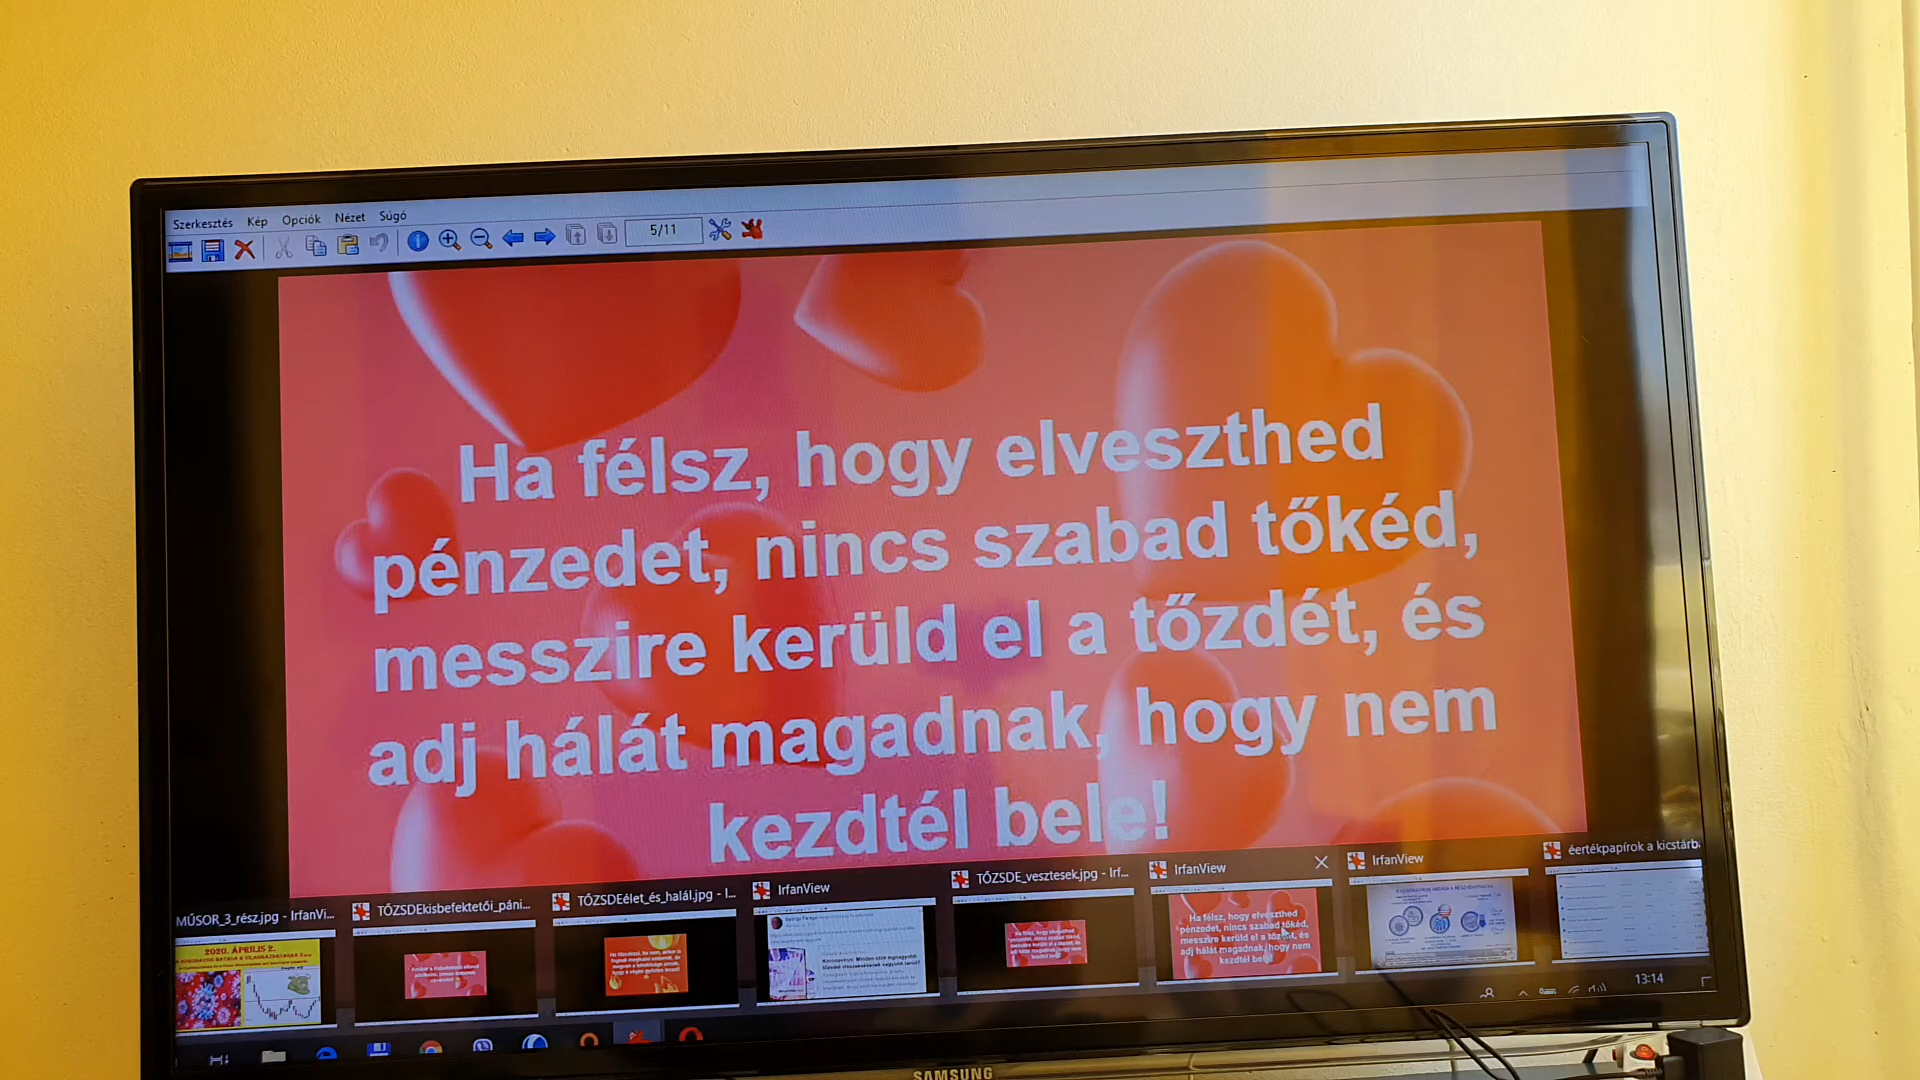 Szerkesztés Kép Opciók Nézet Súgó
5/11
Ha félsz, hogy elveszthed
pénzedet, nincs szabad tőkéd,
messzire kerüld el a tőzdét, és
adj hálát magadnak, hogy nem
kezdtél bele!
MŰSOR_3_rész.jpg - IrfanVi...
TŐZSDEkisbefektetői_páni...
TŐZSDEélet_és_halál.jpg - I...
IrfanView
TŐZSDE_vesztesek.jpg - Irf...
IrfanView
IrfanView
éertékpapírok a kicstárb
2020. ÁPRILIS 2.
Ha félsz, hogy elveszthed
pénzedet, nincs szabad tőkéd,
messzire kerüld el a tőzdét, és
adj hálát magadnak, hogy nem
kezdtél bele!
13:14
SAMSUNG